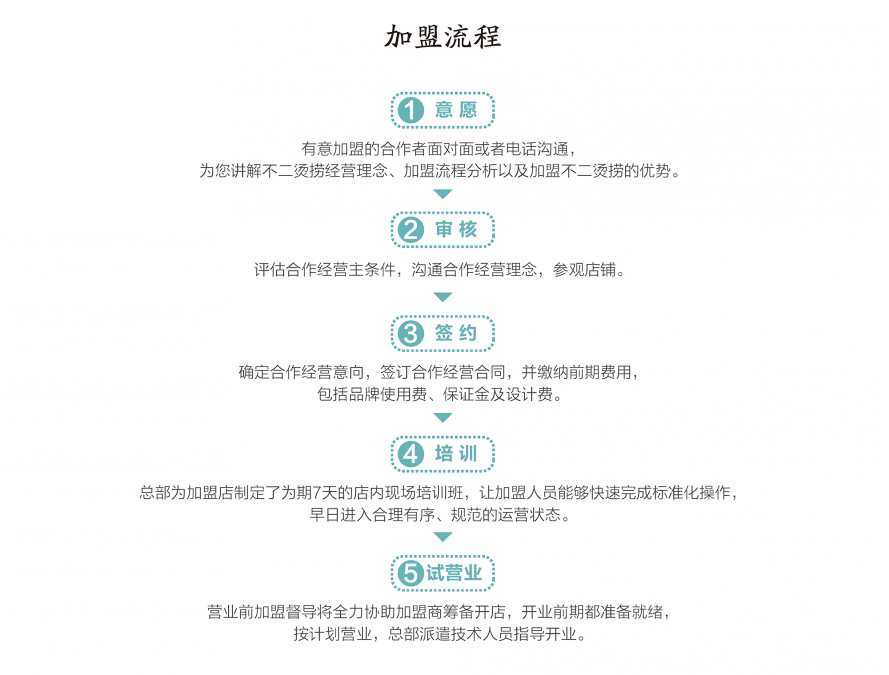 加盟流程
1 意愿
有意加盟的合作者面对面或者电话沟通，
为您讲解不二烫捞经营理念、加盟流程分析以及加盟不二烫捞的优势。
2 审核
评估合作经营主条件，沟通合作经营理念，参观店铺。
3 签约
确定合作经营意向，签订合作经营合同，并缴纳前期费用，
包括品牌使用费、保证金及设计费。
4 培训
总部为加盟店制定了为期7天的店内现场培训班，让加盟人员能够快速完成标准化操作，
早日进入合理有序、规范的运营状态。
5 试营业
营业前加盟督导将全力协助加盟商筹备开店，开业前期都准备就绪，
按计划营业，总部派遣技术人员指导开业。